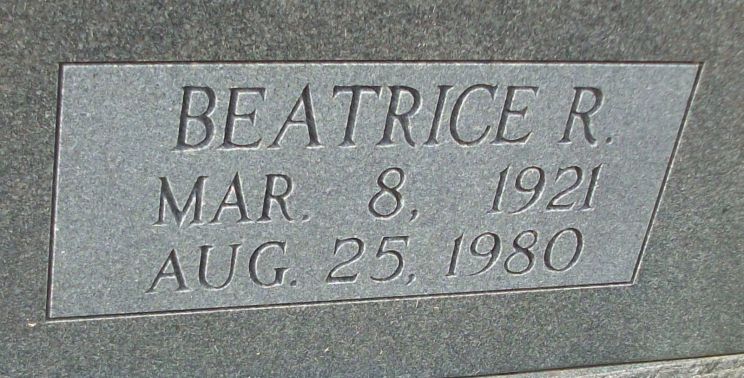 BEATRICE R.
MAR. 8, 1921
AUG. 25, 1980